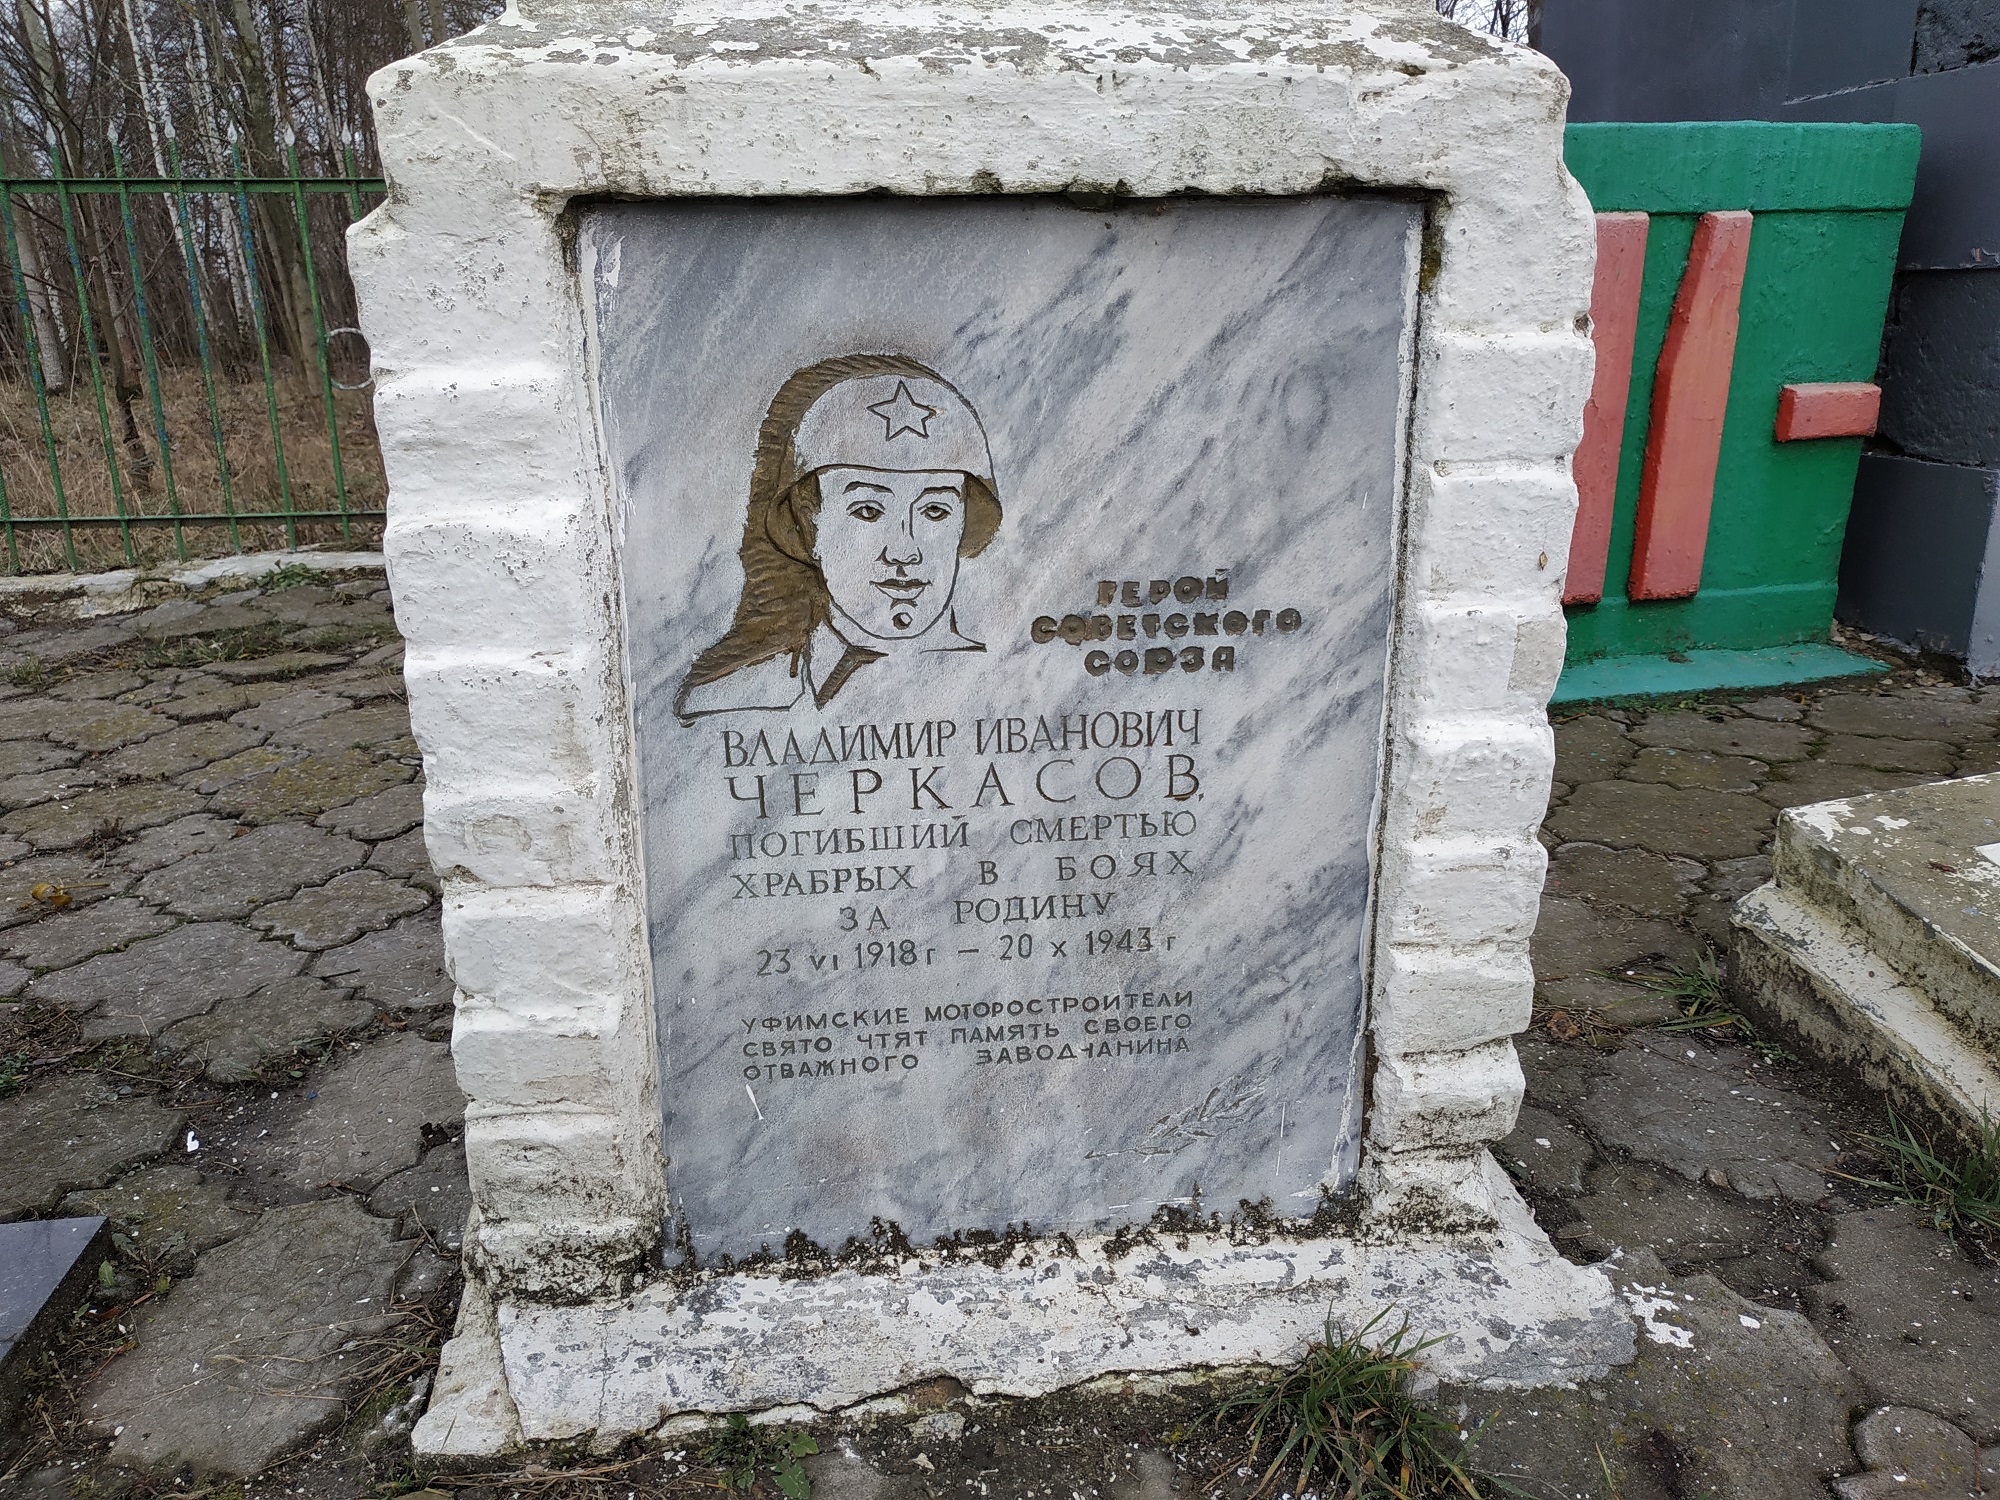 ГЕРОЙ
СОВЕТСКОГО
СОЮЗА
ВЛАДИМИР ИВАНОВИЧ
ЧЕРКАСОВ,
ПОГИБШИЙ СМЕРТЬЮ
ХРАБРЫХ В БОЯХ
ЗА РОДИНУ
23 VI 1918 г — 20 X 1943 г
УФИМСКИЕ МОТОРОСТРОИТЕЛИ
СВЯТО ЧТЯТ ПАМЯТЬ СВОЕГО
ОТВАЖНОГО ЗАВОДЧАНИНА